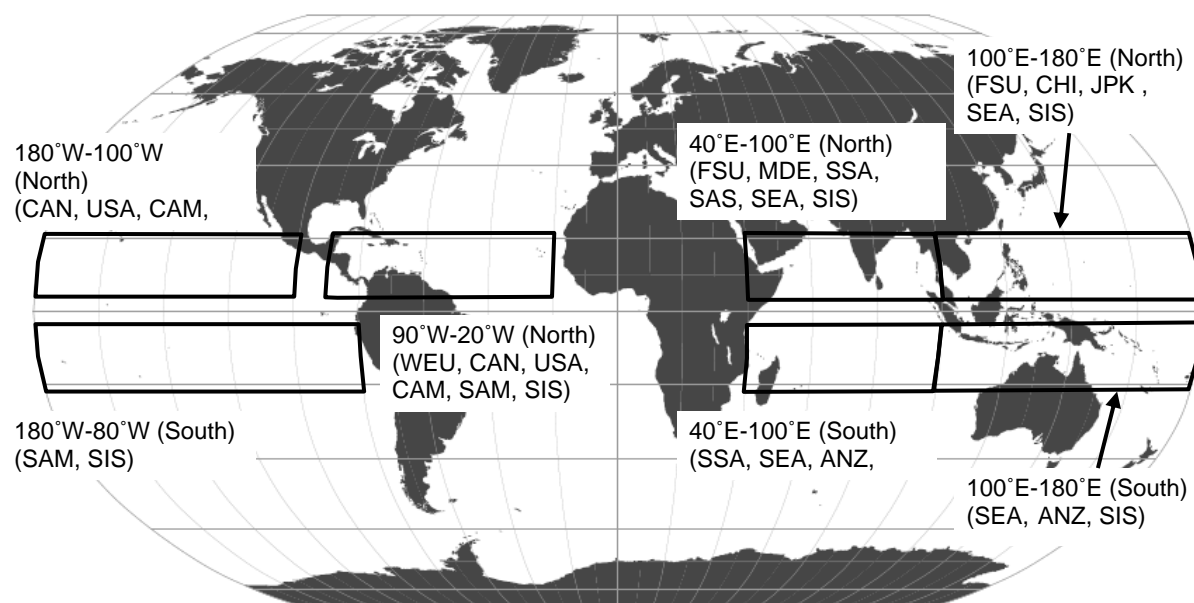 100˚E-180˚E (North)
(FSU, CHI, JPK ,
SEA, SIS)
180˚W-100˚W
(North)
(CAN, USA, CAM,
40˚E-100˚E (North)
(FSU, MDE, SSA,
SAS, SEA, SIS)
90˚W-20˚W (North)
(WEU, CAN, USA,
CAM, SAM, SIS)
180˚W-80˚W (South)
(SAM, SIS)
40˚E-100˚E (South)
(SSA, SEA, ANZ,
100˚E-180˚E (South)
(SEA, ANZ, SIS)